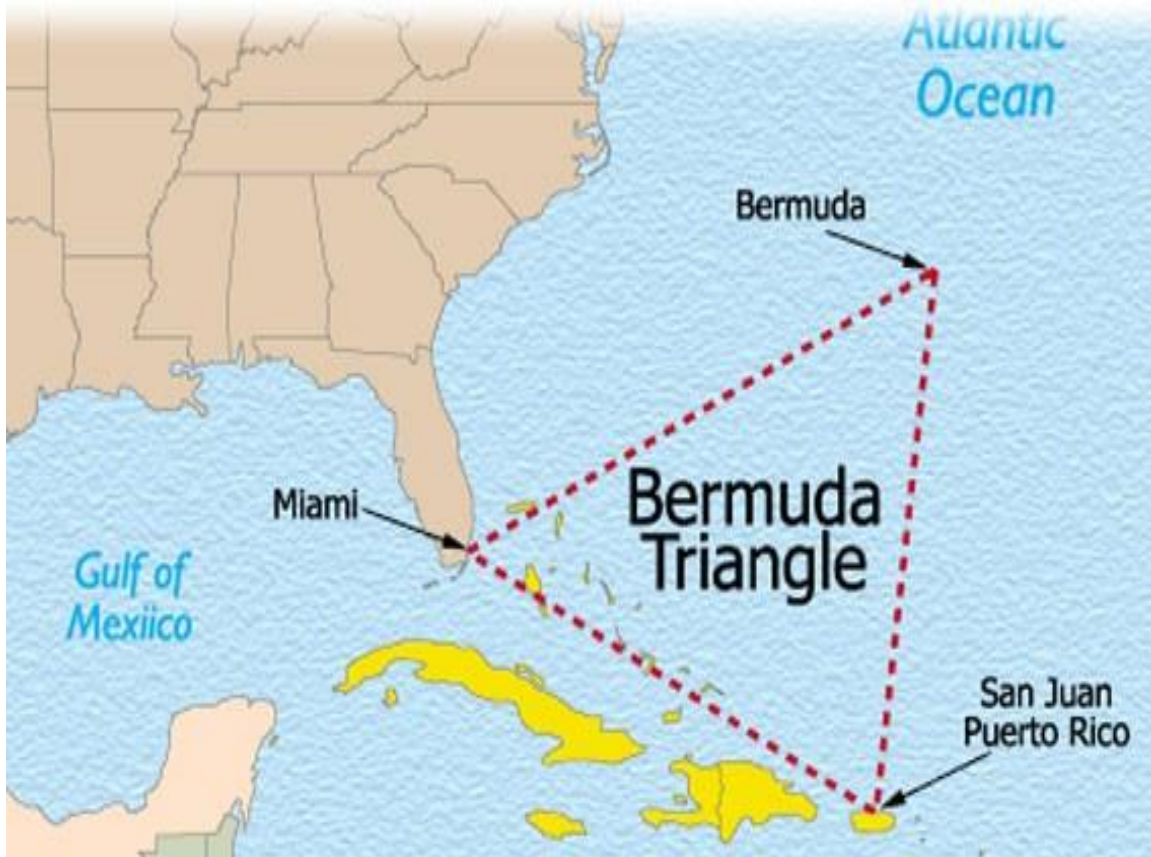 Atlantic
Ocean
Bermuda
Bermuda
Triangle
Miami
Gulf of
Mexiico
San Juan
Puerto Rico